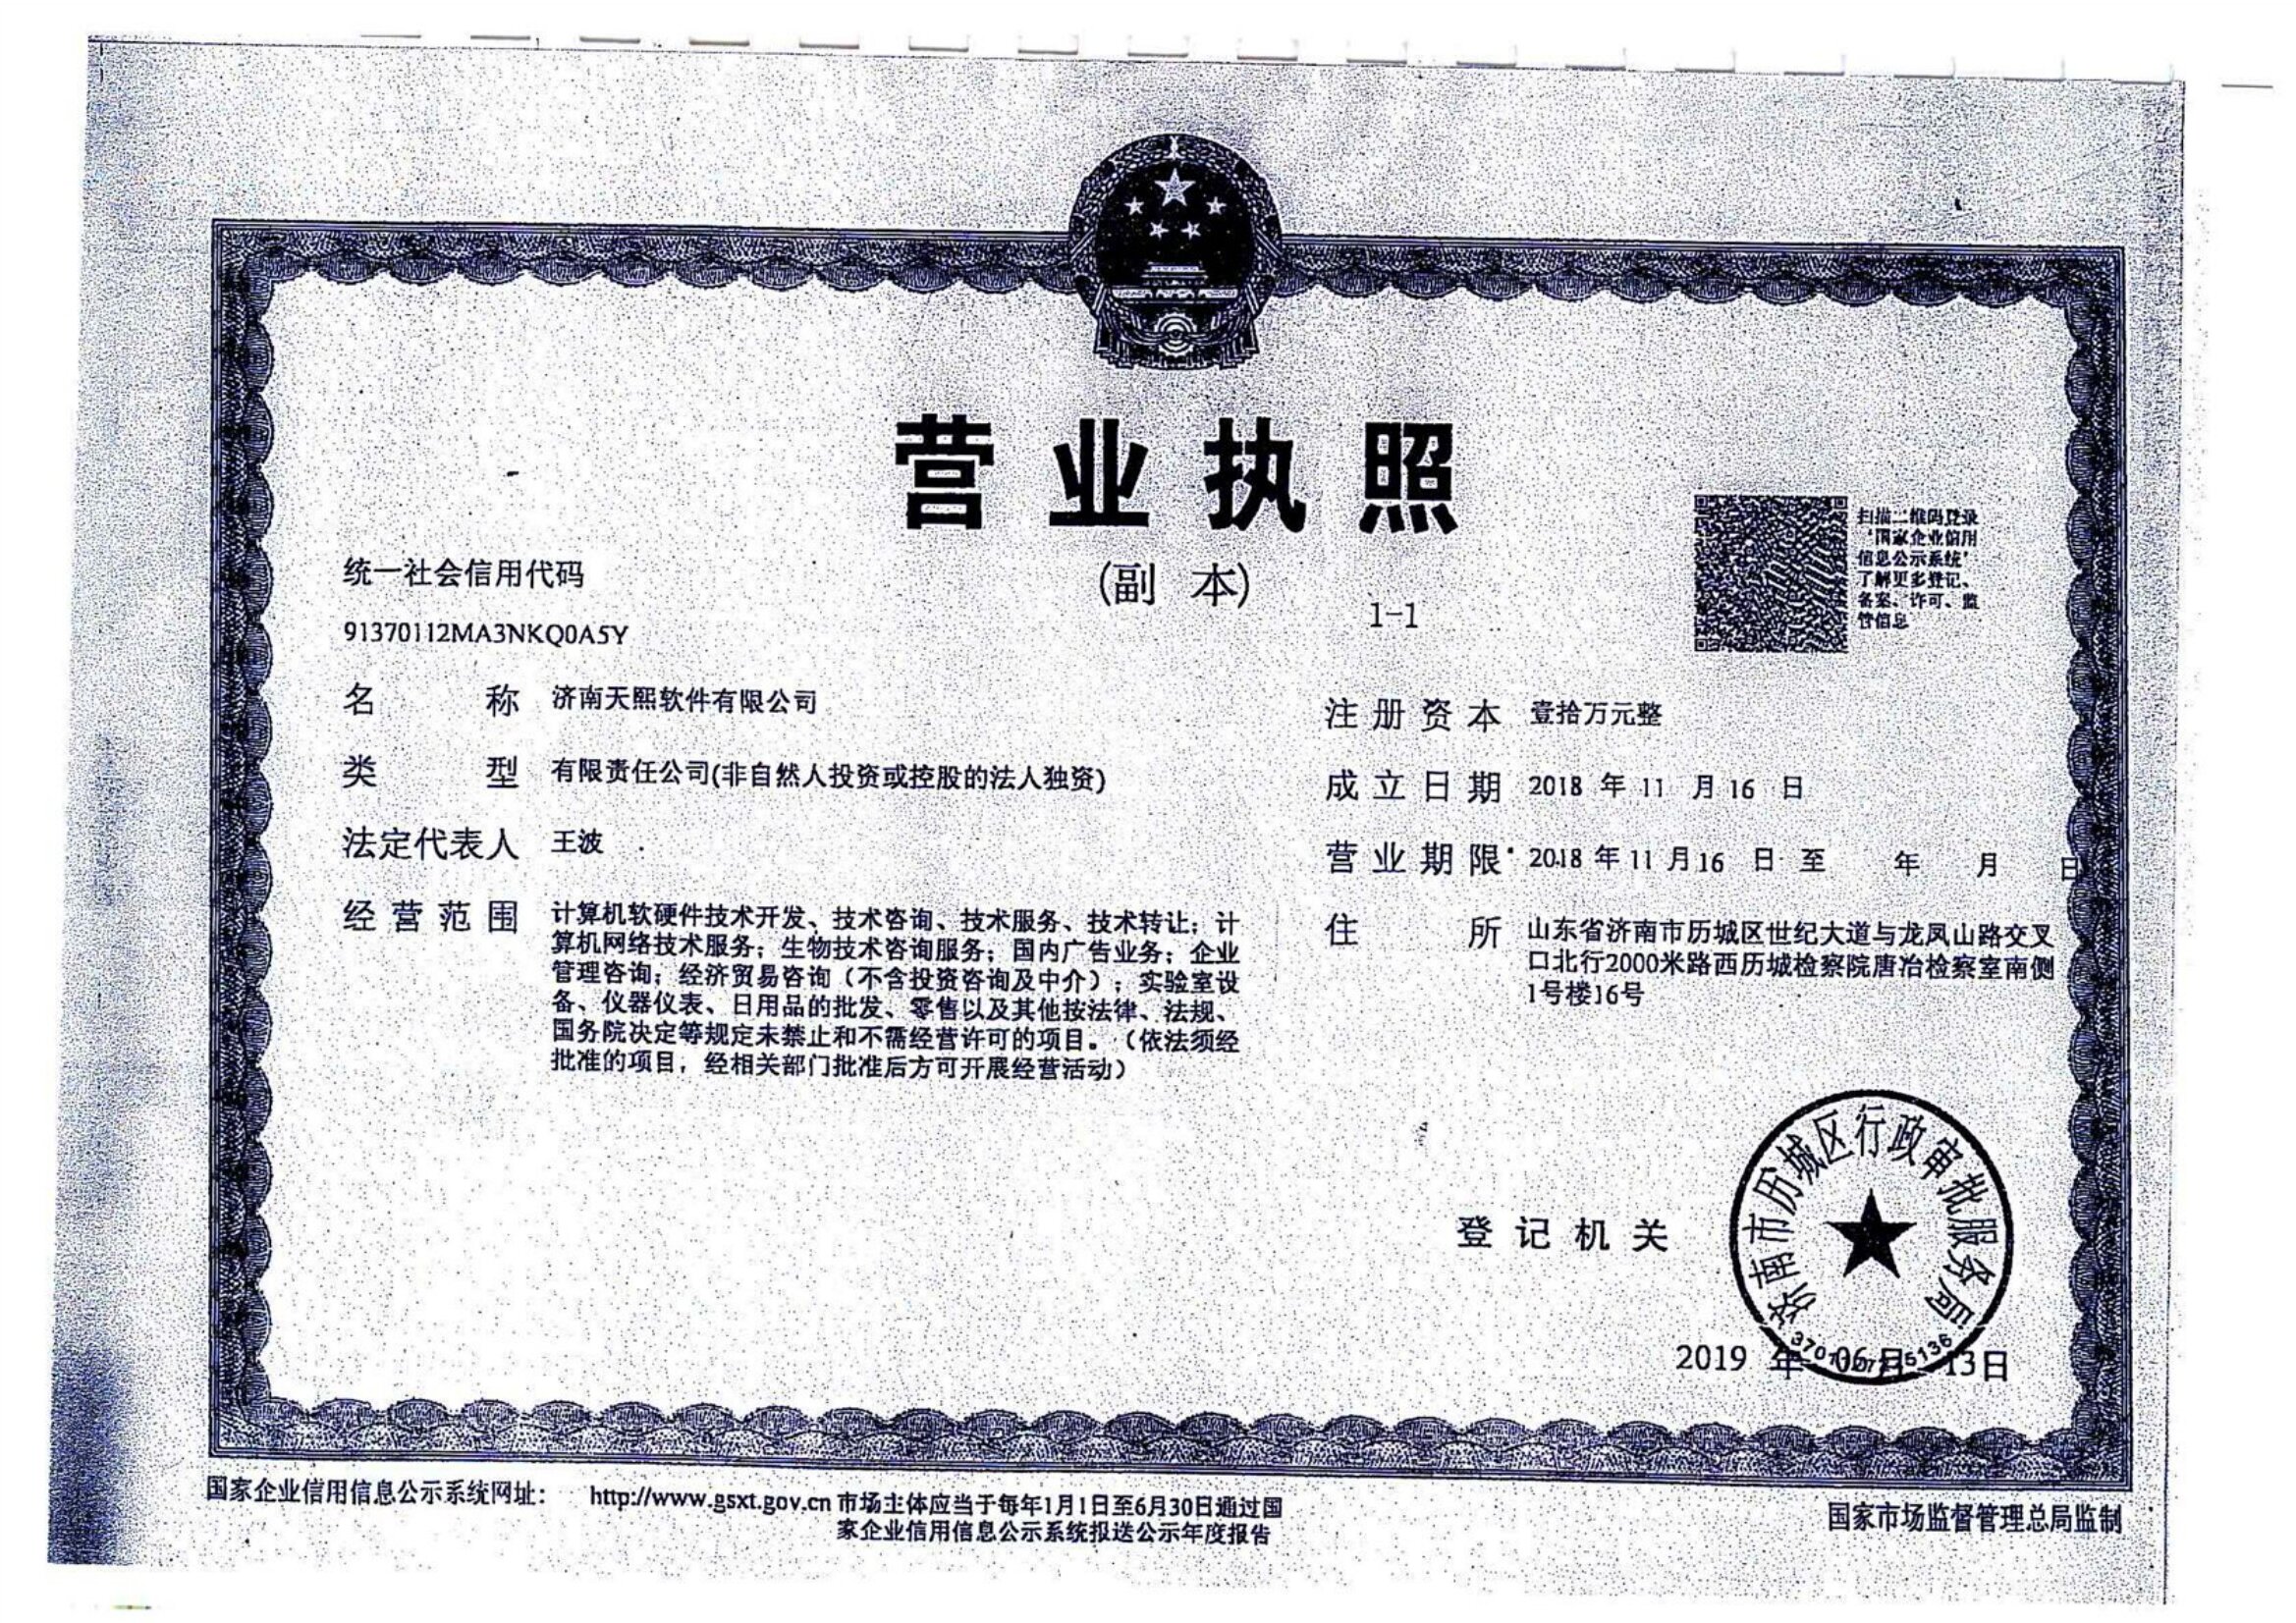 营业执照
(副 本)
1-1
扫描二维码登录
'国家企业信用
信息公示系统'
了解更多登记、
备案、许可、监
管信息
统一社会信用代码
91370112MA3NKQ0A5Y
名 称 济南天熙软件有限公司
类 型 有限责任公司(非自然人投资或控股的法人独资)
法定代表人 王波
经营范围 计算机软硬件技术开发、技术咨询、技术服务、技术转让；计
算机网络技术服务；生物技术咨询服务；国内广告业务；企业
管理咨询；经济贸易咨询（不含投资咨询及中介）；实验室设
备、仪器仪表、日用品的批发、零售以及其他按法律、法规、
国务院决定等规定未禁止和不需经营许可的项目。（依法须经
批准的项目，经相关部门批准后方可开展经营活动）
注册资本 壹拾万元整
成立日期 2018 年 11 月 16 日
营业期限 2018 年 11 月 16 日 至 年 月 日
住 所 山东省济南市历城区世纪大道与龙凤山路交叉
口北行2000米路西历城检察院唐冶检察室南侧
1号楼16号
登记机关
济南市历城区行政审批服务局
2019 年 06 月 13日
国家企业信用信息公示系统网址： http://www.gsxt.gov.cn 市场主体应当于每年1月1日至6月30日通过国
家企业信用信息公示系统报送公示年度报告
国家市场监督管理总局监制